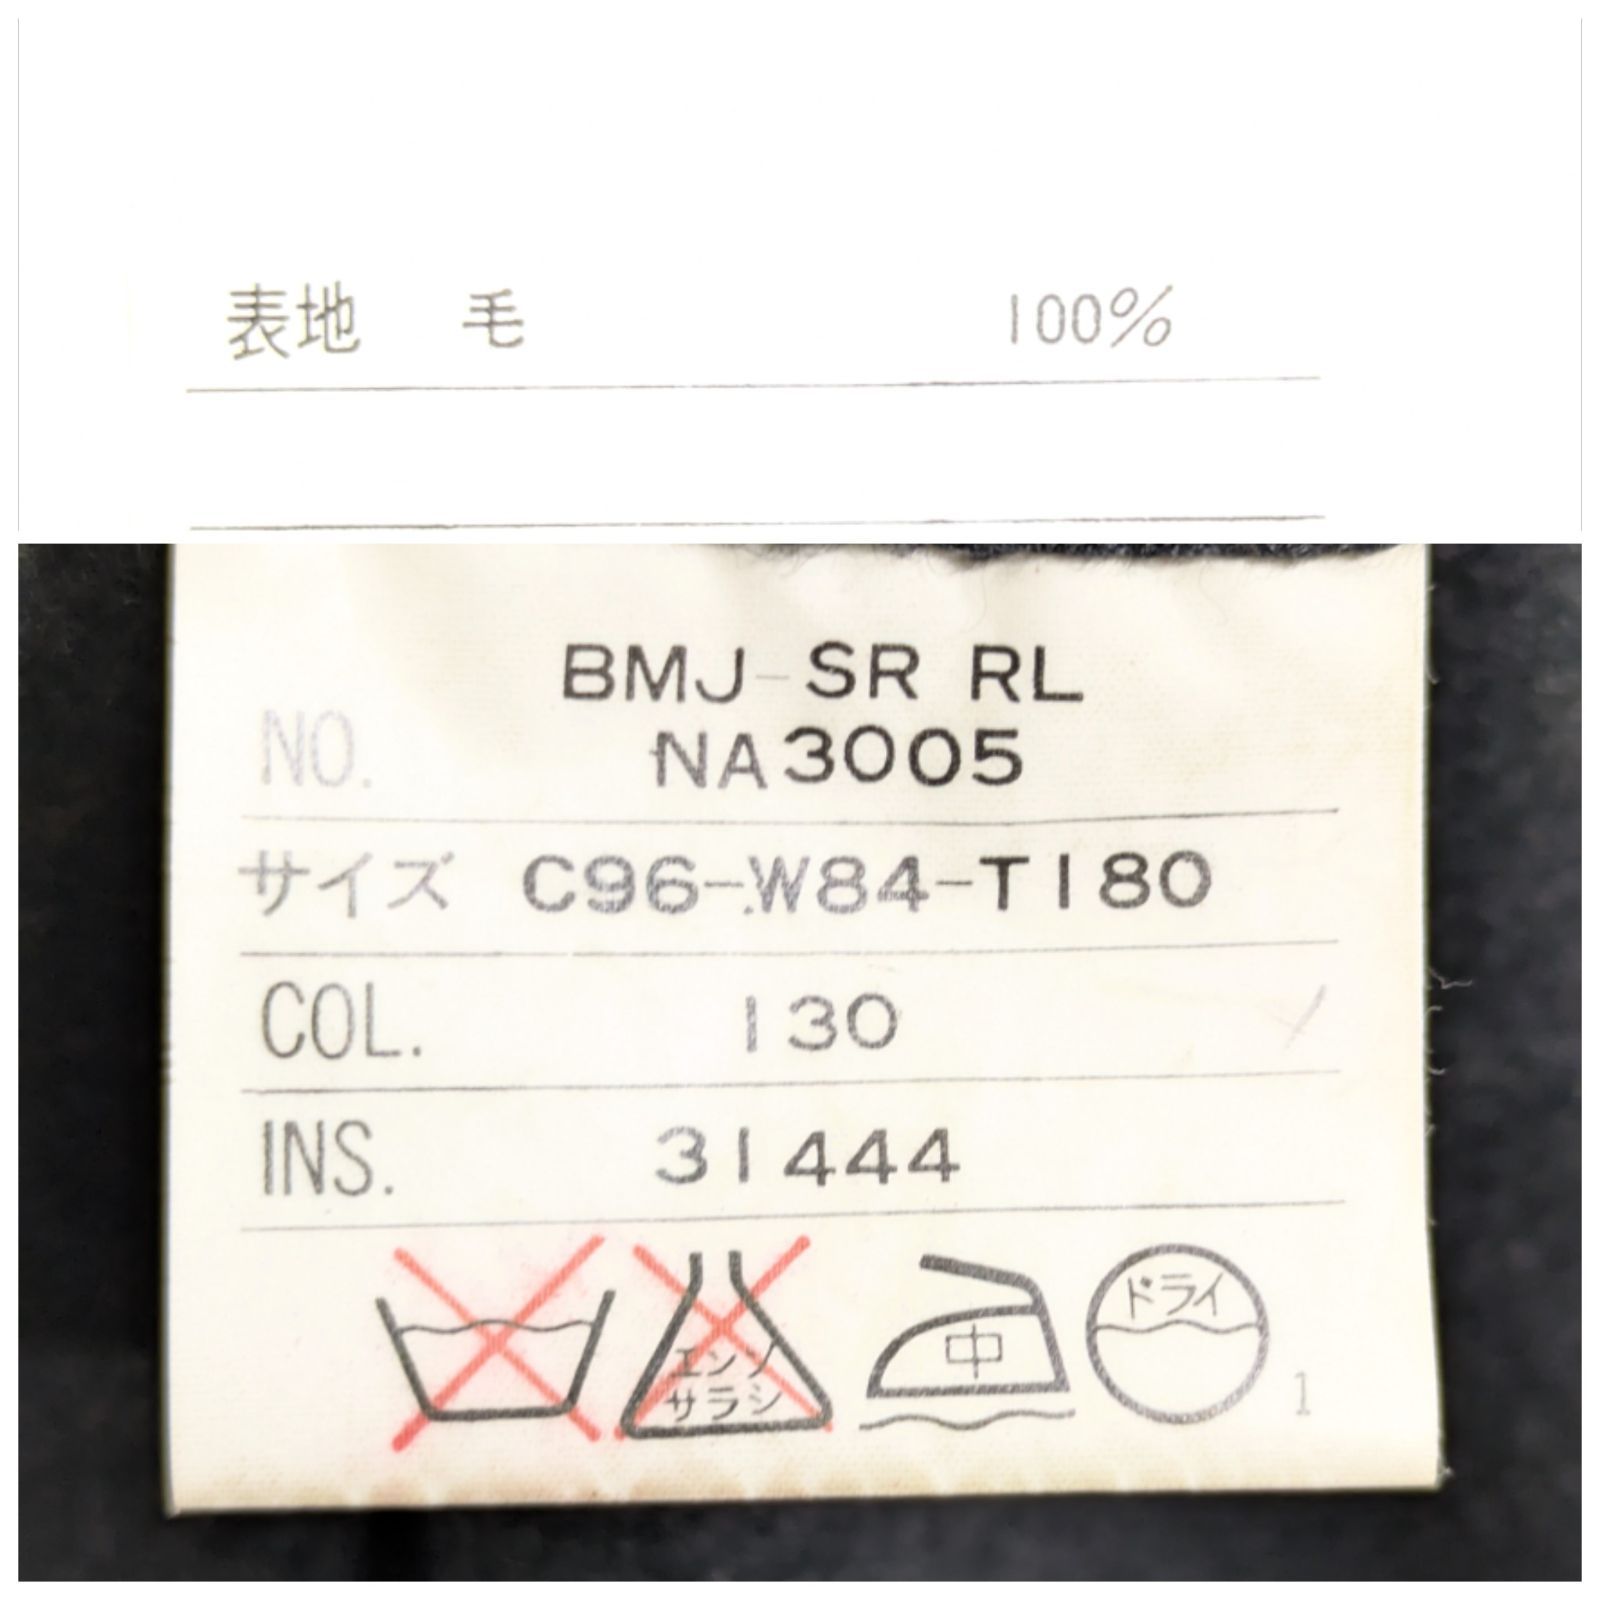 表地 毛 100%
BMJ-SR RL
NO. NA3005
サイズ C96-W84-T180
COL. 130
INS. 31444
エンソ
サラシ
中
ドライ
1